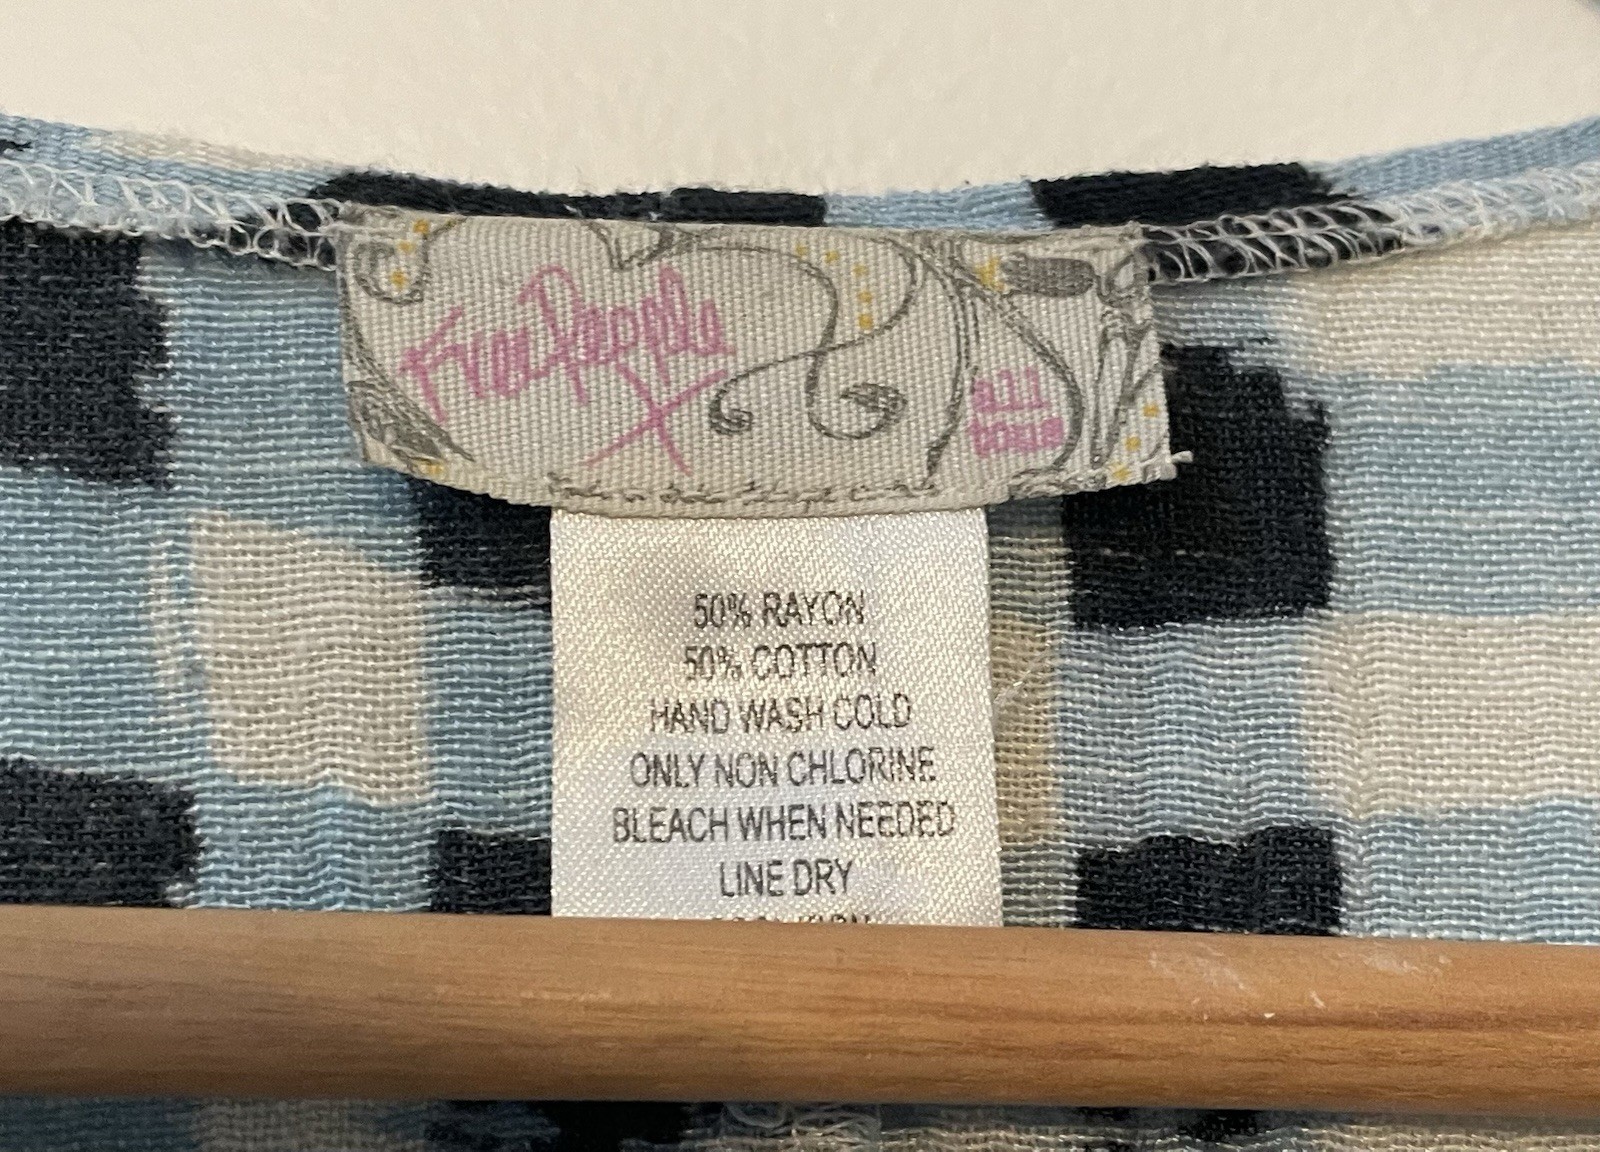 Free People
50% RAYON
50% COTTON
HAND WASH COLD
ONLY NON CHLORINE
BLEACH WHEN NEEDED
LINE DRY